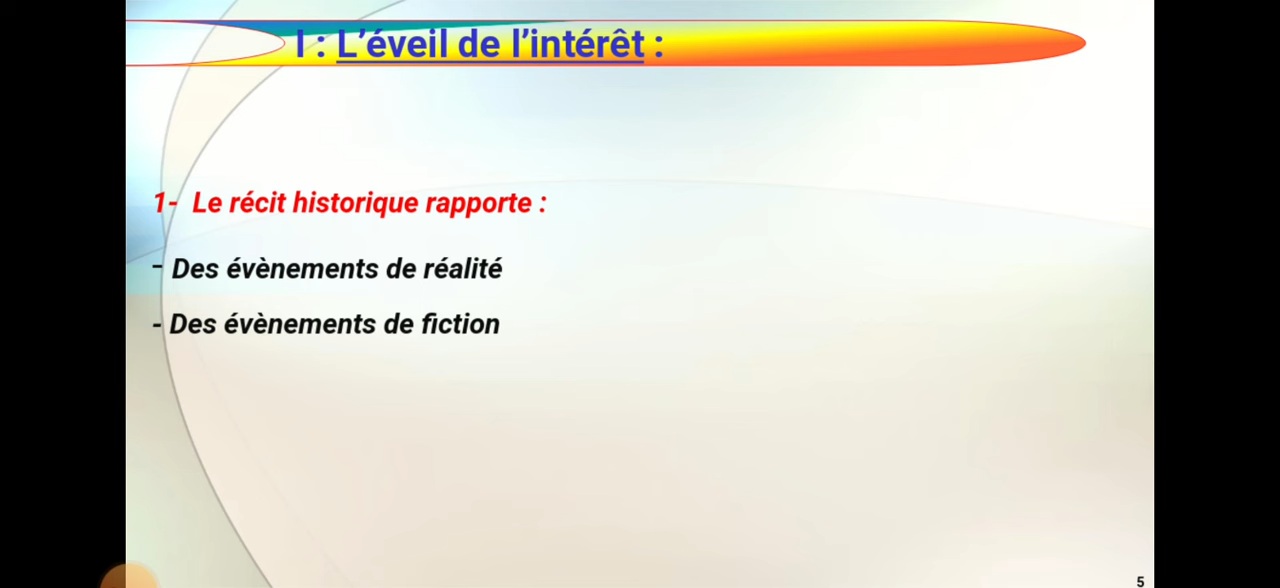 I : L’éveil de l’intérêt :
1- Le récit historique rapporte :
- Des évènements de réalité
- Des évènements de fiction
5